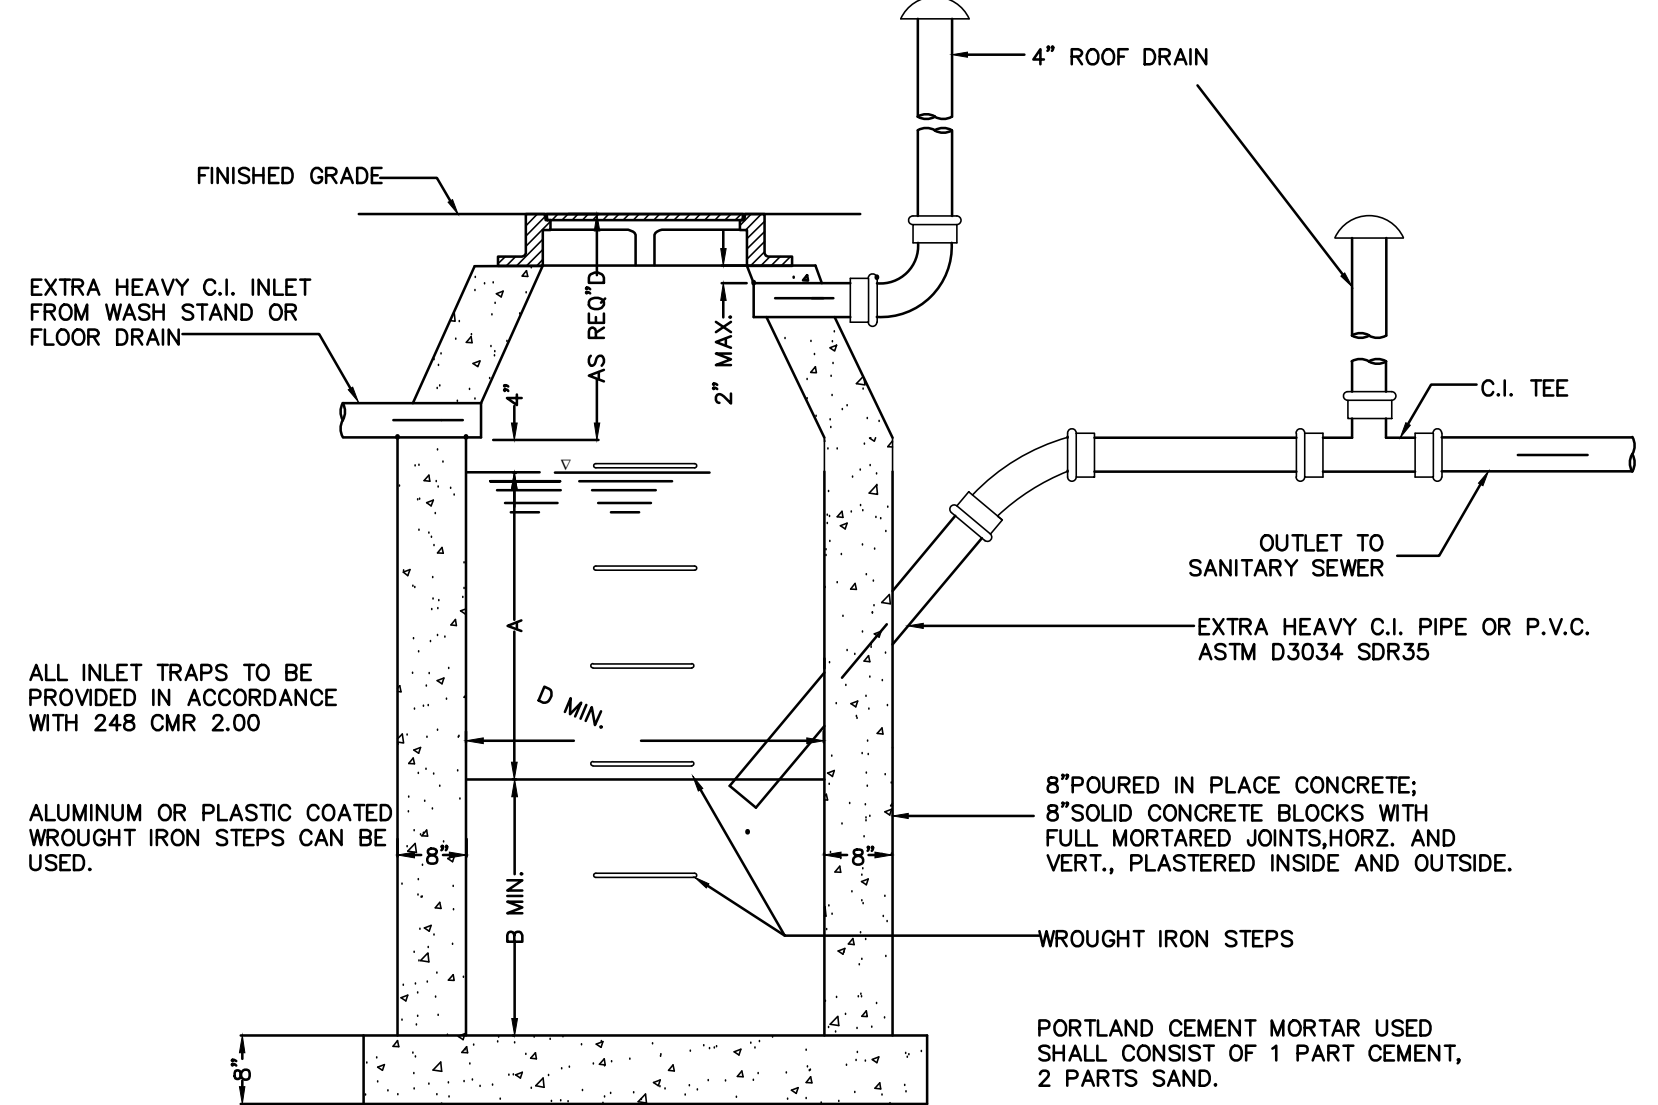 4” ROOF DRAIN
FINISHED GRADE
EXTRA HEAVY C.I. INLET
FROM WASH STAND OR
FLOOR DRAIN
AS REQ”D
2” MAX.
4”
C.I. TEE
OUTLET TO
SANITARY SEWER
A
EXTRA HEAVY C.I. PIPE OR P.V.C.
ASTM D3034 SDR35
ALL INLET TRAPS TO BE
PROVIDED IN ACCORDANCE
WITH 248 CMR 2.00
D MIN.
8”POURED IN PLACE CONCRETE;
8”SOLID CONCRETE BLOCKS WITH
FULL MORTARED JOINTS,HORZ. AND
VERT., PLASTERED INSIDE AND OUTSIDE.
ALUMINUM OR PLASTIC COATED
WROUGHT IRON STEPS CAN BE
USED.
8”
8”
B MIN.
WROUGHT IRON STEPS
PORTLAND CEMENT MORTAR USED
SHALL CONSIST OF 1 PART CEMENT,
2 PARTS SAND.
8”